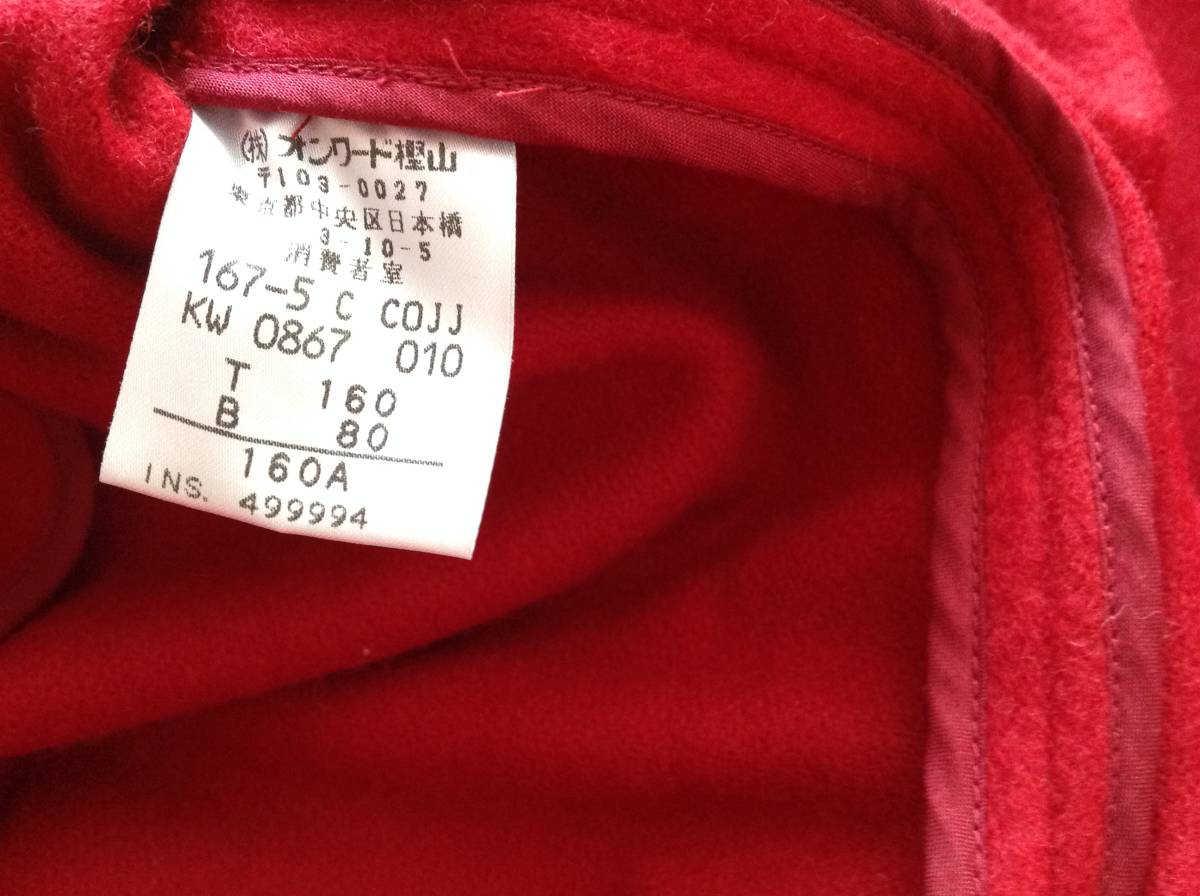 (株)オンワード樫山
〒103-0027
東京都中央区日本橋
3-10-5
消費者室
167-5 C COJJ
KW 0867 010
T 160
B 80
160A
INS. 499994